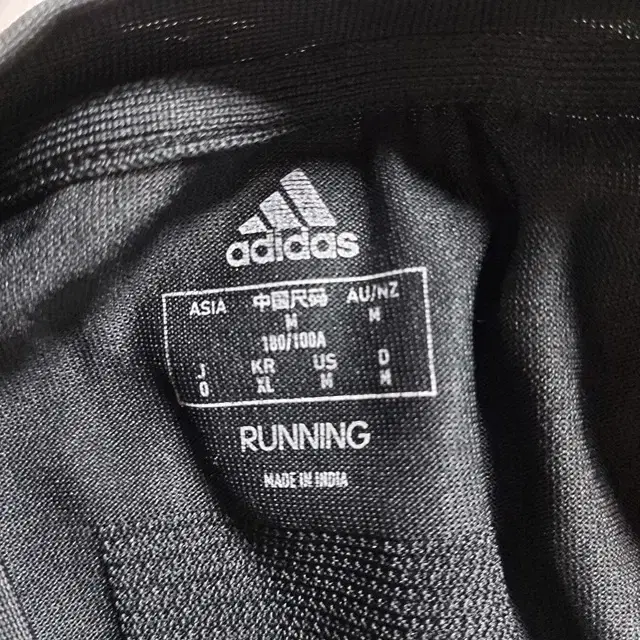 adidas
ASIA 中国尺码 AU/NZ
M M
180/100A
J KR US D
O XL M M
RUNNING
MADE IN INDIA